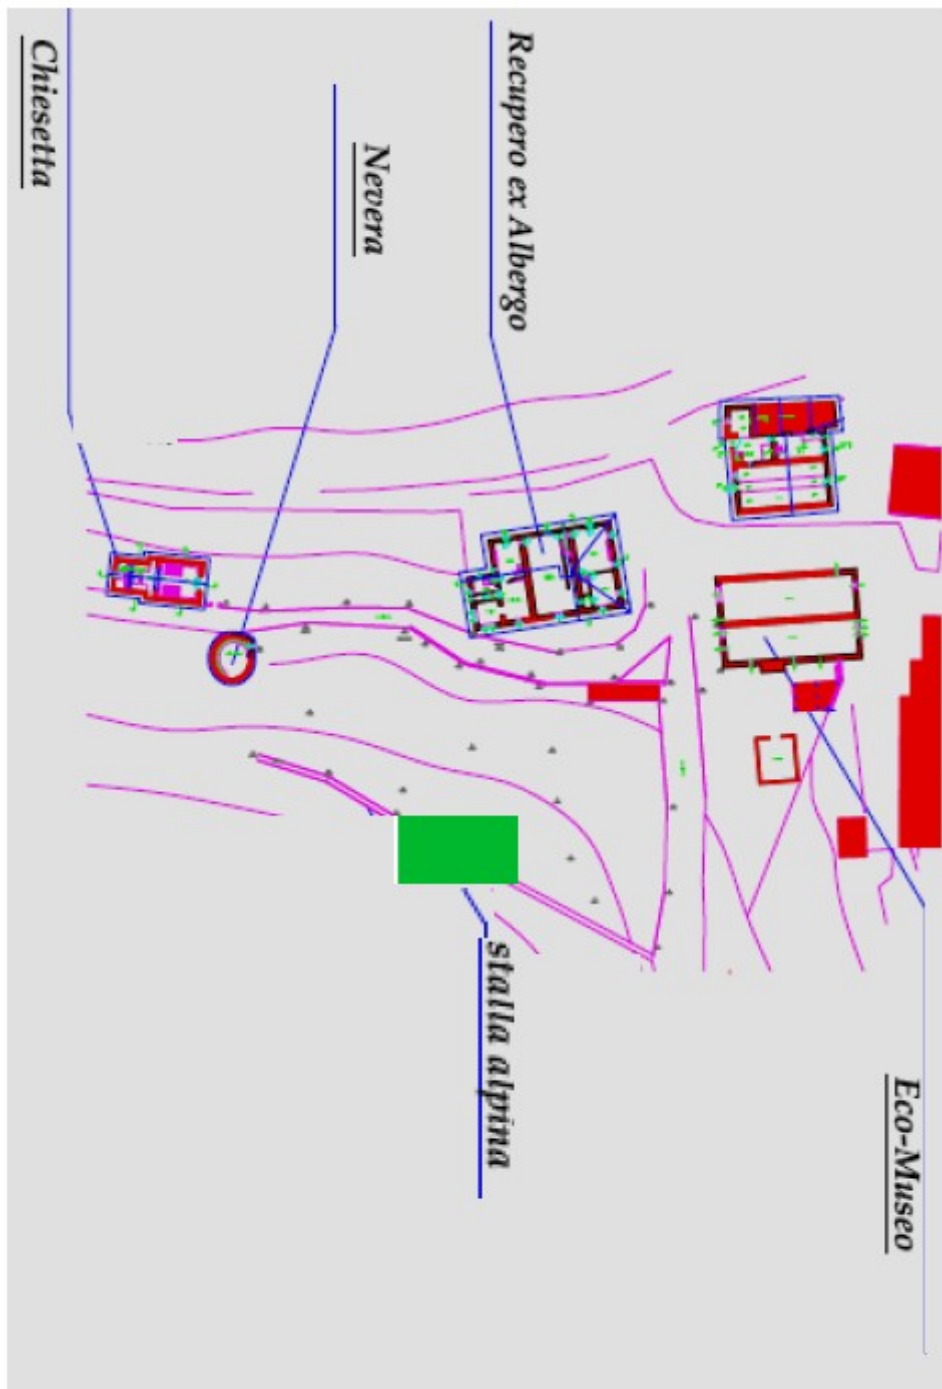 Chiesetta
Nevera
Recupero ex Albergo
stalla alpina
Eco-Museo